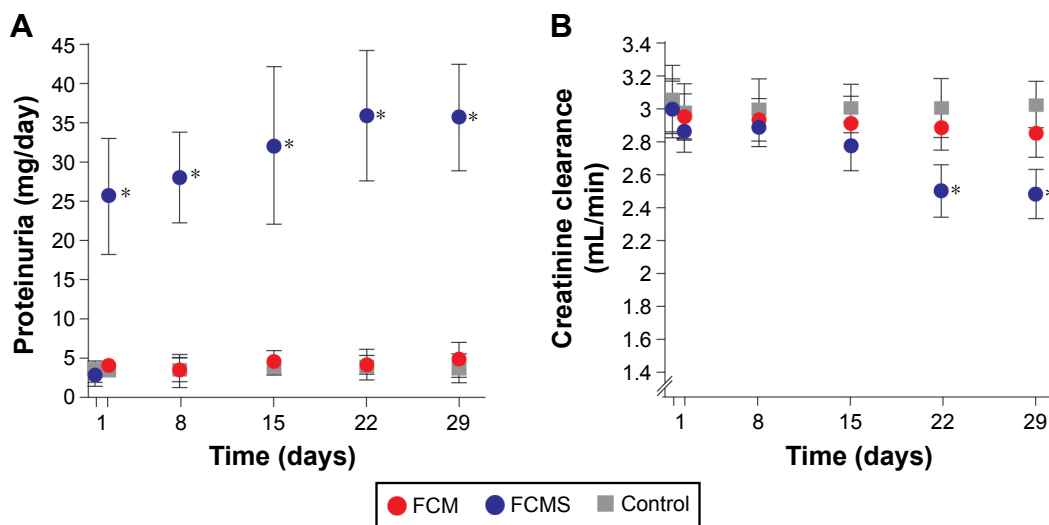 A
Proteinuria (mg/day)
45
40
35
30
25
20
15
10
5
0
*
*
*
*
*
1 8 15 22 29
Time (days)
B
Creatinine clearance
(mL/min)
3.4
3.2
3
2.8
2.6
2.4
2.2
2
1.8
1.6
1.4
*
*
1 8 15 22 29
Time (days)
FCM FCMS Control